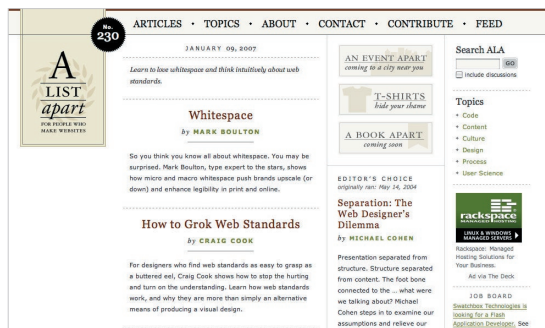 No.
230
ARTICLES • TOPICS • ABOUT • CONTACT • CONTRIBUTE • FEED
A
LIST
apart
FOR PEOPLE WHO
MAKE WEBSITES
JANUARY 09, 2007
Learn to love whitespace and think intuitively about web
standards.
Whitespace
by MARK BOULTON
So you think you know all about whitespace. You may be
surprised. Mark Boulton, type expert to the stars, shows
how micro and macro whitespace push brands upscale (or
down) and enhance legibility in print and online.
How to Grok Web Standards
by CRAIG COOK
For designers who find web standards as easy to grasp as
a buttered eel, Craig Cook shows how to stop the hurting
and turn on the understanding. Learn how web standards
work, and why they are more than simply an alternative
means of producing a visual design.
AN EVENT APART
coming to a city near you
T-SHIRTS
hide your shame
A BOOK APART
coming soon
EDITOR'S CHOICE
originally ran: May 14, 2004
Separation: The
Web Designer's
Dilemma
by MICHAEL COHEN
Presentation separated from
structure. Structure separated
from content. The foot bone
connected to the ... what were
we talking about? Michael
Cohen steps in to examine our
assumptions and relieve our
Search ALA
GO
include discussions
Topics
• Code
• Content
• Culture
• Design
• Process
• User Science
rackspace
MANAGED HOSTING
LINUX & WINDOWS
MANAGED SERVERS
Rackspace: Managed
Hosting Solutions for
Your Business.
Ad via The Deck
JOB BOARD
Swatchbox Technologies is
looking for a Flash
Application Developer. See